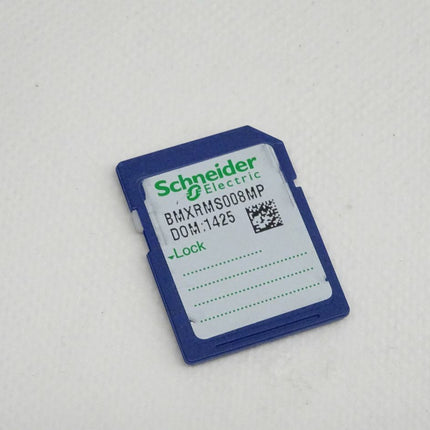 Schneider
Electric
BMXRMS008MP
DOM:1425
Lock